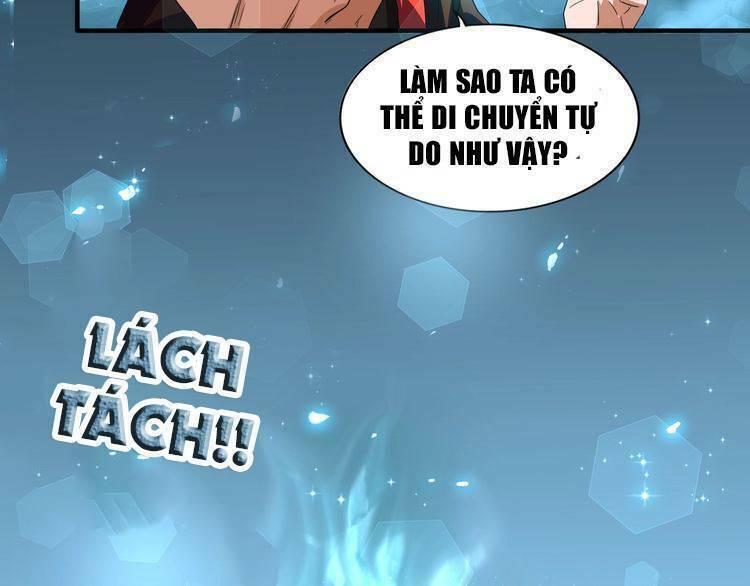 LÀM SAO TA CÓ
THỂ DI CHUYỂN TỰ
DO NHƯ VẬY?
LÁCH
TÁCH!!